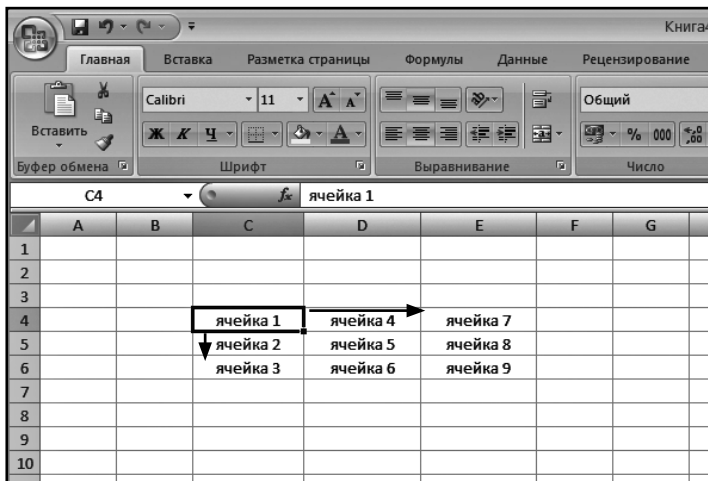 Книга4
Главная Вставка Разметка страницы Формулы Данные Рецензирование
Вставить Calibri 11 A A Общий
Ж К Ч А % 000 ,00
Буфер обмена Шрифт Выравнивание Число
C4 fx ячейка 1
A B C D E F G
1
2
3
4 ячейка 1 ячейка 4 ячейка 7
5 ячейка 2 ячейка 5 ячейка 8
6 ячейка 3 ячейка 6 ячейка 9
7
8
9
10